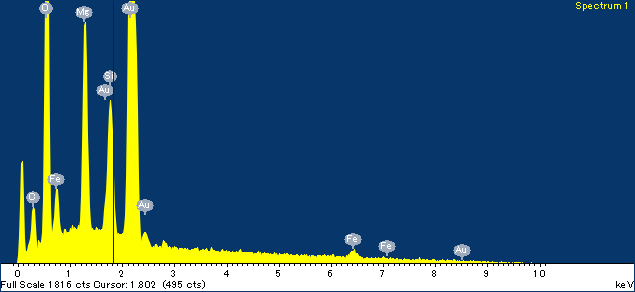 Spectrum 1
O Mg Au
Si
Au
Fe
O Au
Fe Fe Au
0 1 2 3 4 5 6 7 8 9 10
Full Scale 1816 cts Cursor: 1.802 (495 cts) keV